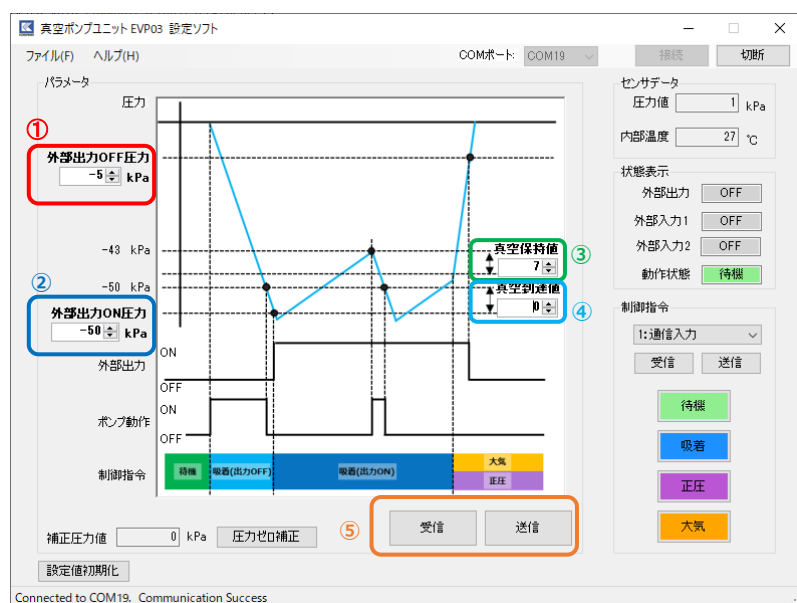 真空ポンプユニット EVP03 設定ソフト
ファイル(F) ヘルプ(H)
COMポート: COM19 接続 切断
パラメータ
圧力
①
外部出力OFF圧力
-5 kPa
-43 kPa
真空保持値
7
③
-50 kPa
②
真空到達値
0
④
外部出力ON圧力
-50 kPa
ON
外部出力
OFF
ON
ポンプ動作
OFF
制御指令
待機 吸着(出力OFF) 吸着(出力ON) 大気
正圧
補正圧力値 0 kPa 圧力ゼロ補正
⑤
受信 送信
設定値初期化
センサデータ
圧力値 1 kPa
内部温度 27 ℃
状態表示
外部出力 OFF
外部入力1 OFF
外部入力2 OFF
動作状態 待機
制御指令
1:通信入力
受信 送信
待機
吸着
正圧
大気
Connected to COM19. Communication Success